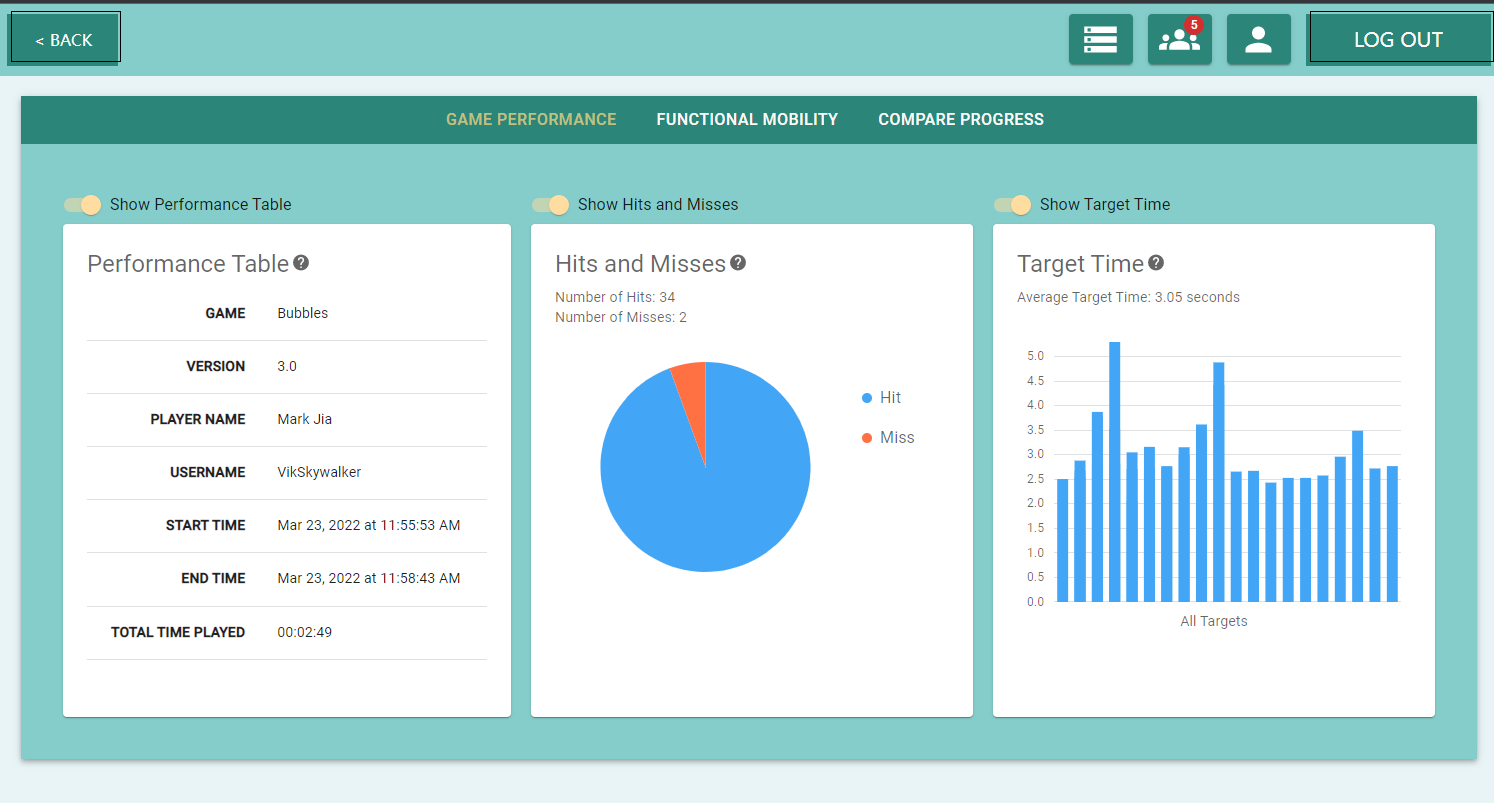 < BACK
5
LOG OUT
GAME PERFORMANCE FUNCTIONAL MOBILITY COMPARE PROGRESS
Show Performance Table
Performance Table
GAME Bubbles
VERSION 3.0
PLAYER NAME Mark Jia
USERNAME VikSkywalker
START TIME Mar 23, 2022 at 11:55:53 AM
END TIME Mar 23, 2022 at 11:58:43 AM
TOTAL TIME PLAYED 00:02:49
Show Hits and Misses
Hits and Misses
Number of Hits: 34
Number of Misses: 2
Hit
Miss
Show Target Time
Target Time
Average Target Time: 3.05 seconds
5.0
4.5
4.0
3.5
3.0
2.5
2.0
1.5
1.0
0.5
0.0
All Targets